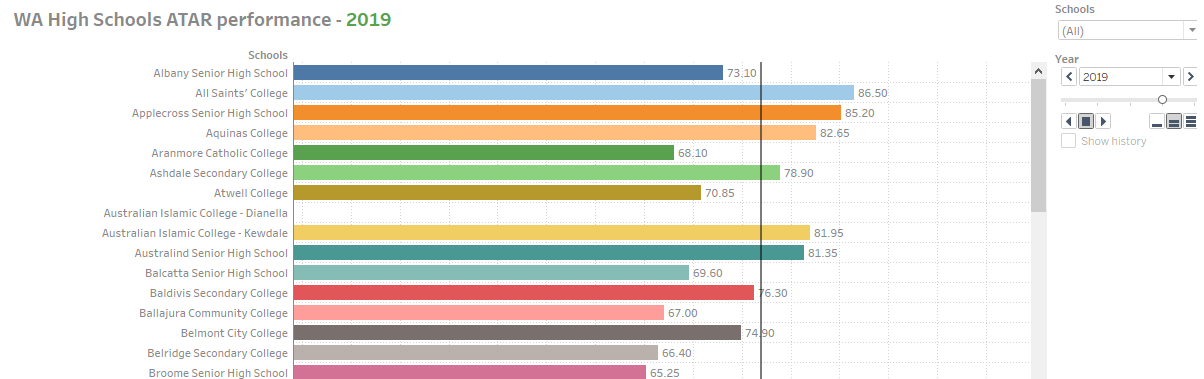 WA High Schools ATAR performance - 2019
Schools
Albany Senior High School 73.10
All Saints’ College 86.50
Applecross Senior High School 85.20
Aquinas College 82.65
Aranmore Catholic College 68.10
Ashdale Secondary College 78.90
Atwell College 70.85
Australian Islamic College - Dianella
Australian Islamic College - Kewdale 81.95
Australind Senior High School 81.35
Balcatta Senior High School 69.60
Baldivis Secondary College 76.30
Ballajura Community College 67.00
Belmont City College 74.90
Belridge Secondary College 66.40
Broome Senior High School 65.25
Schools
(All)
Year
2019
Show history